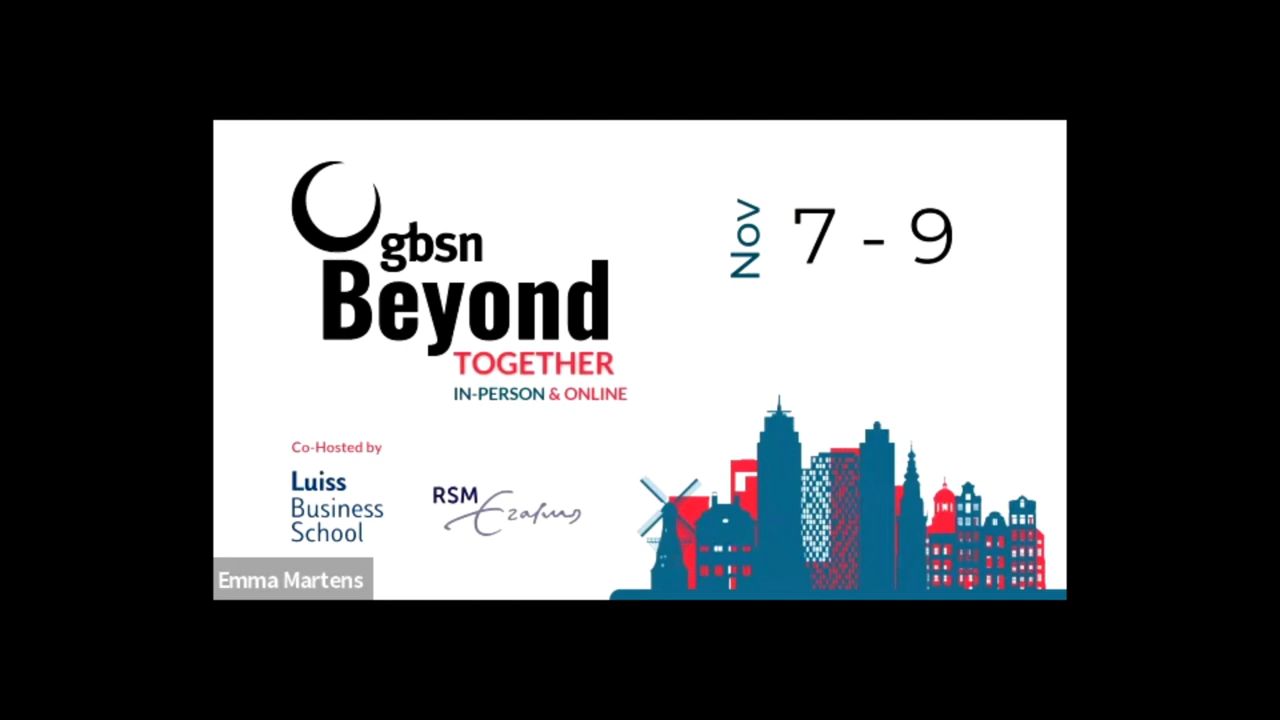 gbsn
Beyond
TOGETHER
IN-PERSON & ONLINE
Nov 7 - 9
Co-Hosted by
Luiss
Business
School
RSM
Erasmus
Emma Martens